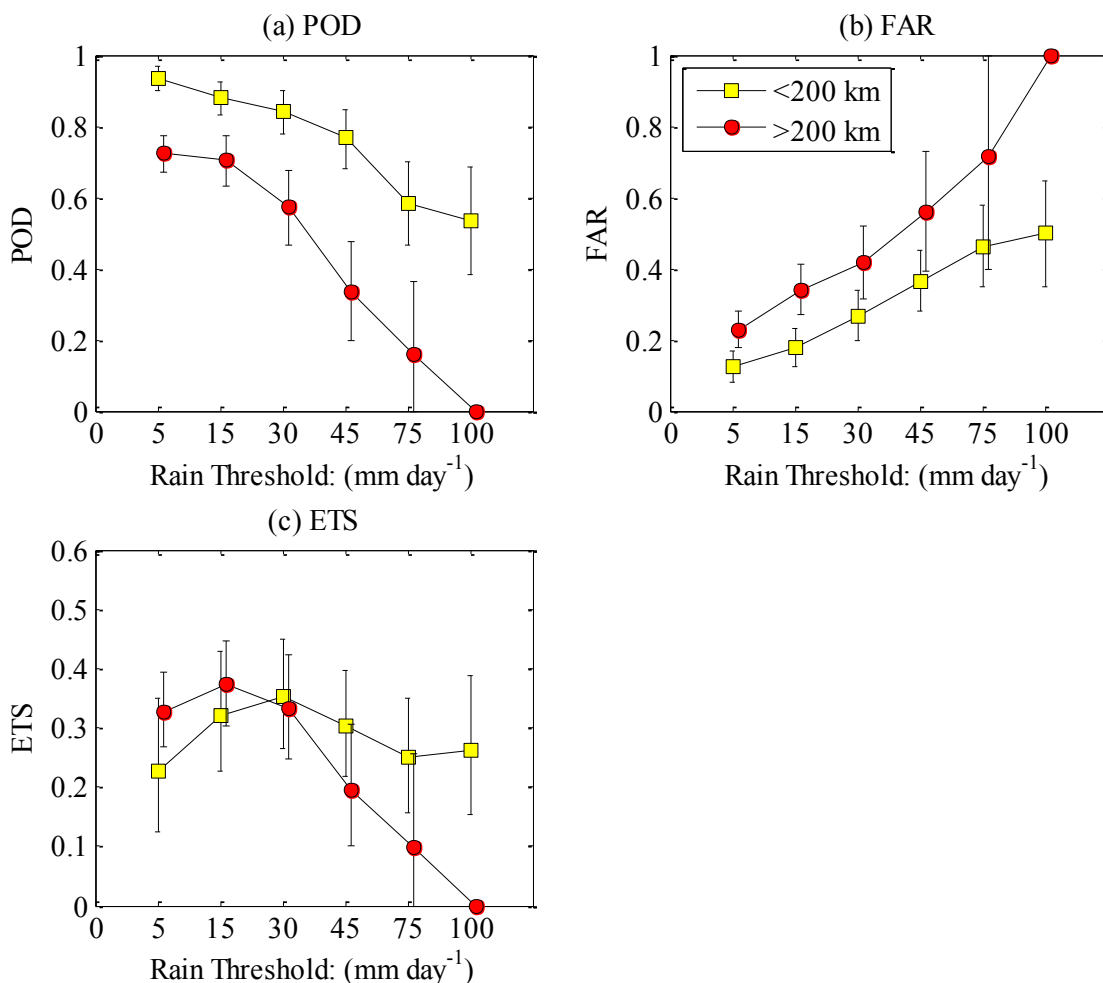 (a) POD
1
0.8
0.6
0.4
0.2
0
POD
0 5 15 30 45 75 100
Rain Threshold: (mm day-1)
(b) FAR
<200 km
>200 km
1
0.8
0.6
0.4
0.2
0
FAR
0 5 15 30 45 75 100
Rain Threshold: (mm day-1)
(c) ETS
0.6
0.5
0.4
0.3
0.2
0.1
0
ETS
0 5 15 30 45 75 100
Rain Threshold: (mm day-1)